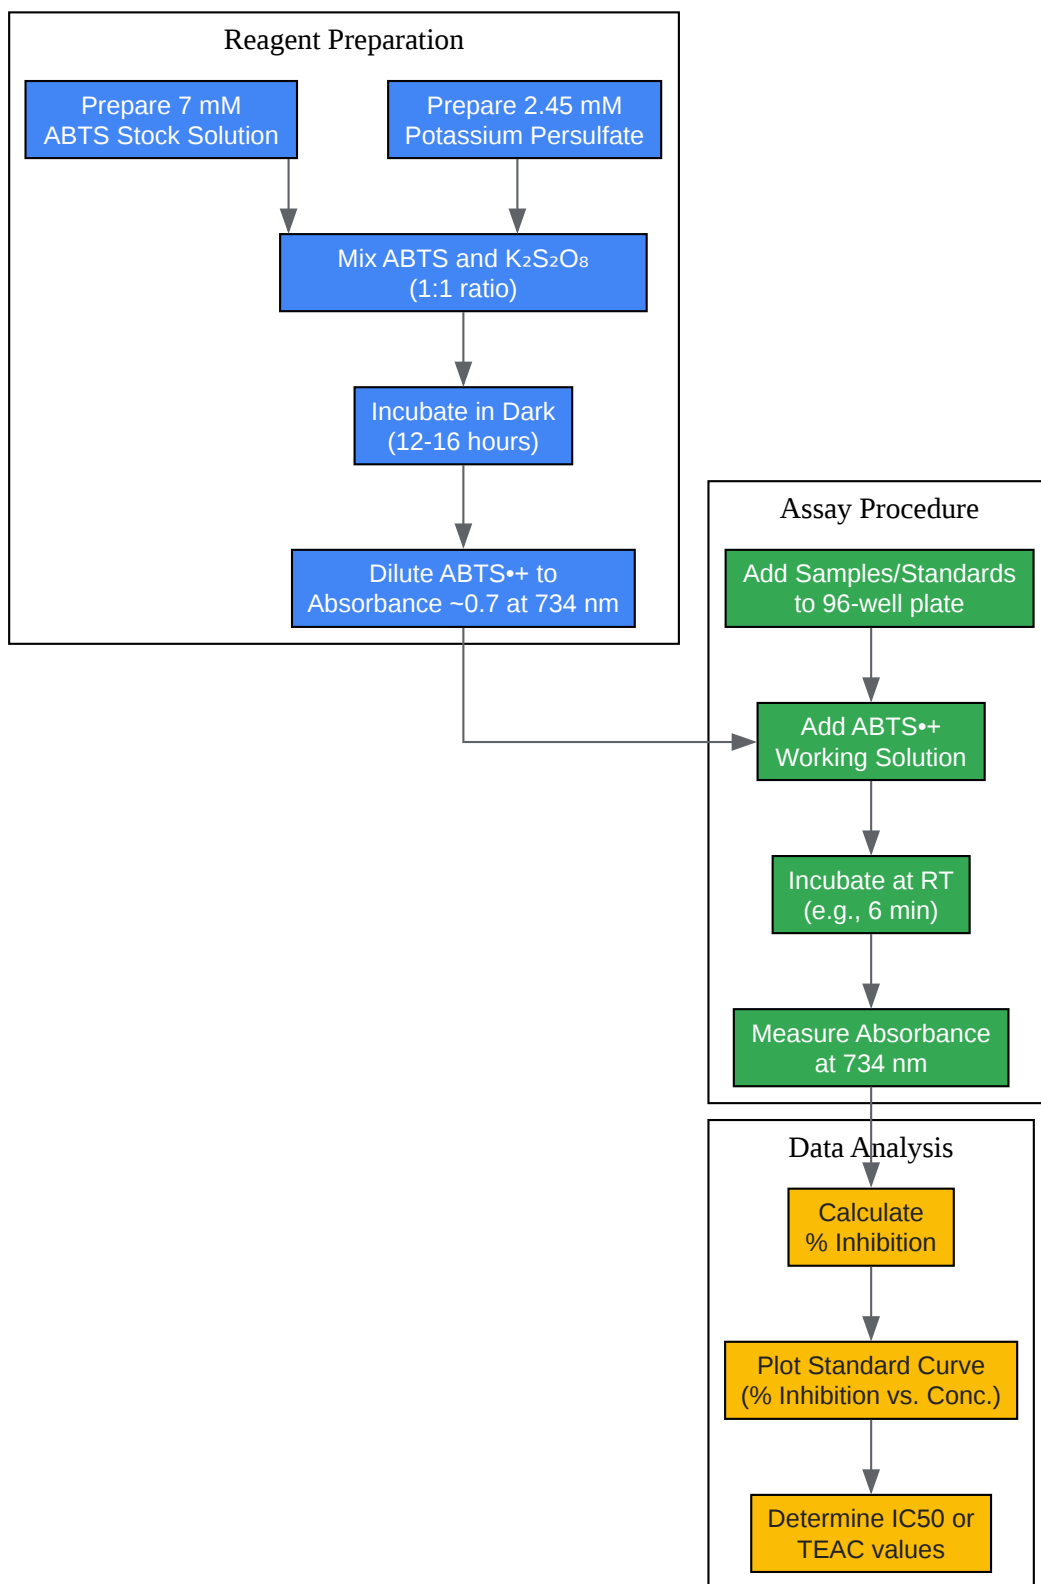 Reagent Preparation
Prepare 7 mM
ABTS Stock Solution
Prepare 2.45 mM
Potassium Persulfate
Mix ABTS and K₂S₂O₈
(1:1 ratio)
Incubate in Dark
(12-16 hours)
Dilute ABTS•+ to
Absorbance ~0.7 at 734 nm
Assay Procedure
Add Samples/Standards
to 96-well plate
Add ABTS•+
Working Solution
Incubate at RT
(e.g., 6 min)
Measure Absorbance
at 734 nm
Data Analysis
Calculate
% Inhibition
Plot Standard Curve
(% Inhibition vs. Conc.)
Determine IC50 or
TEAC values